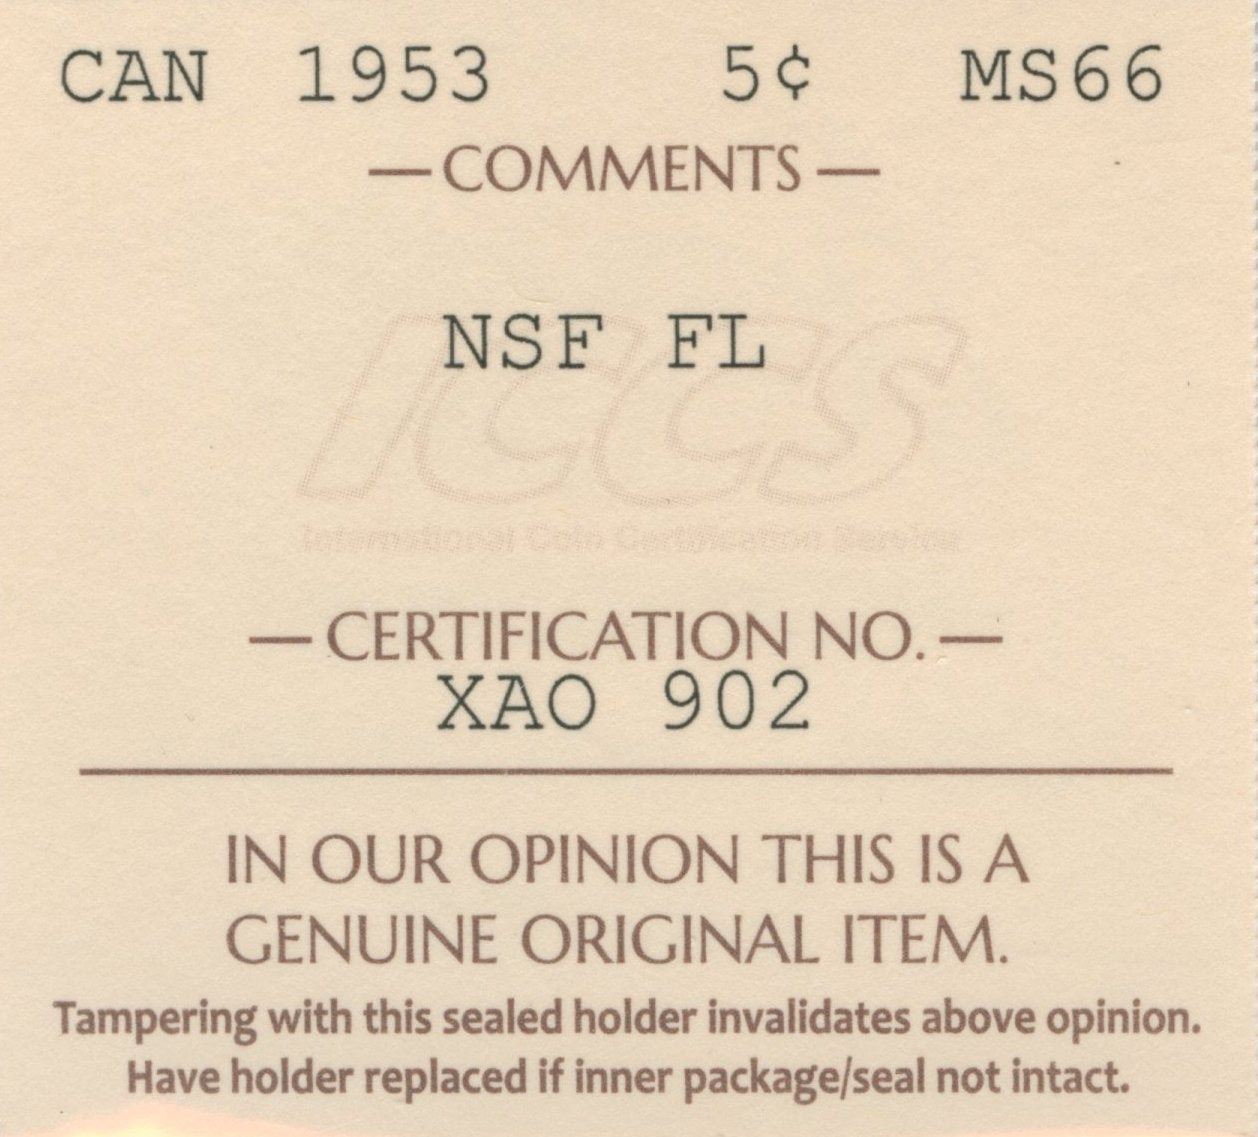 CAN 1953 5¢ MS66
— COMMENTS —
NSF FL
ICCS
International Coin Certification Service
— CERTIFICATION NO. —
XAO 902
IN OUR OPINION THIS IS A
GENUINE ORIGINAL ITEM.
Tampering with this sealed holder invalidates above opinion.
Have holder replaced if inner package/seal not intact.